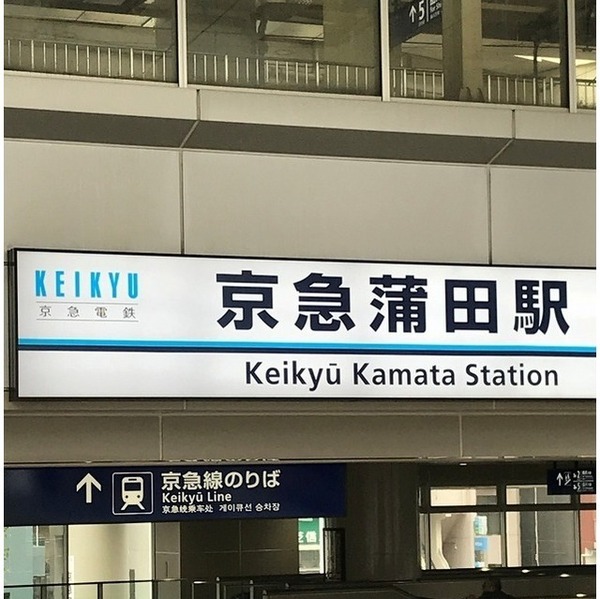 5
KEIKYU
京急電鉄
京急蒲田駅
Keikyū Kamata Station
京急線のりば
Keikyū Line
京急线乘车处 게이큐선 승차장